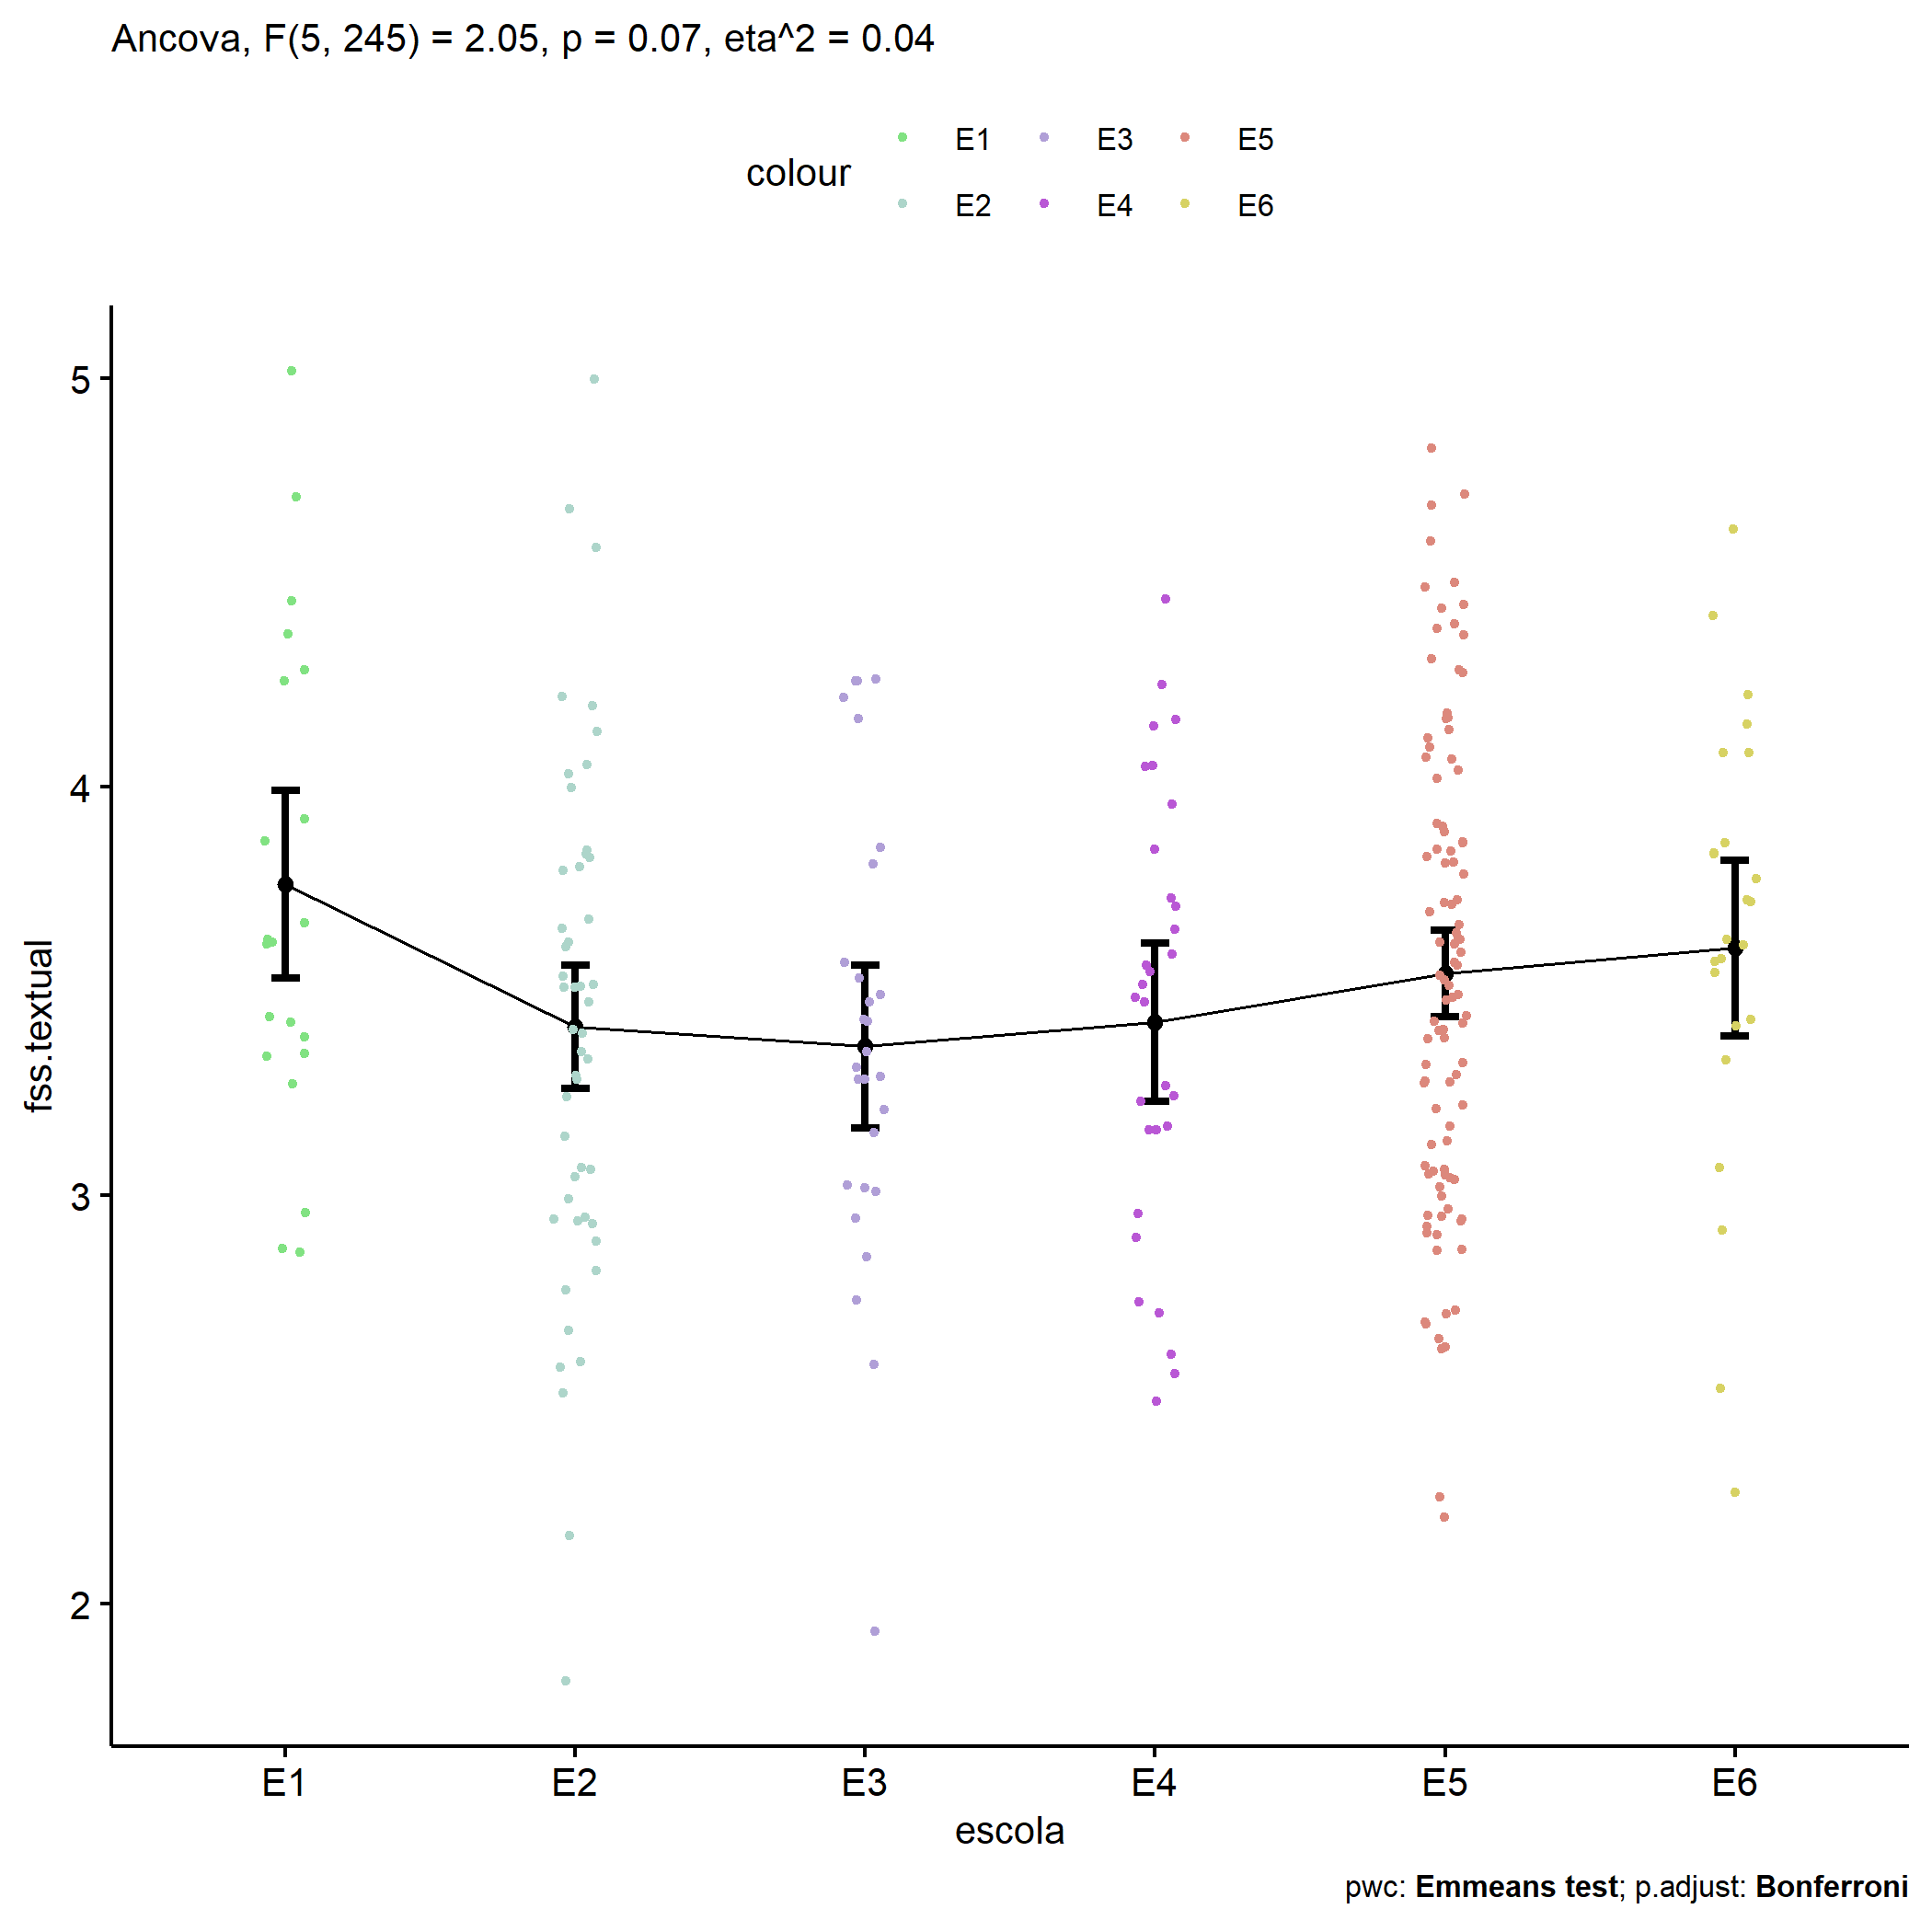 Ancova, F(5, 245) = 2.05, p = 0.07, eta^2 = 0.04
colour
E1
E3
E5
E2
E4
E6
fss.textual
5
4
3
2
E1 E2 E3 E4 E5 E6
escola
pwc: Emmeans test; p.adjust: Bonferroni